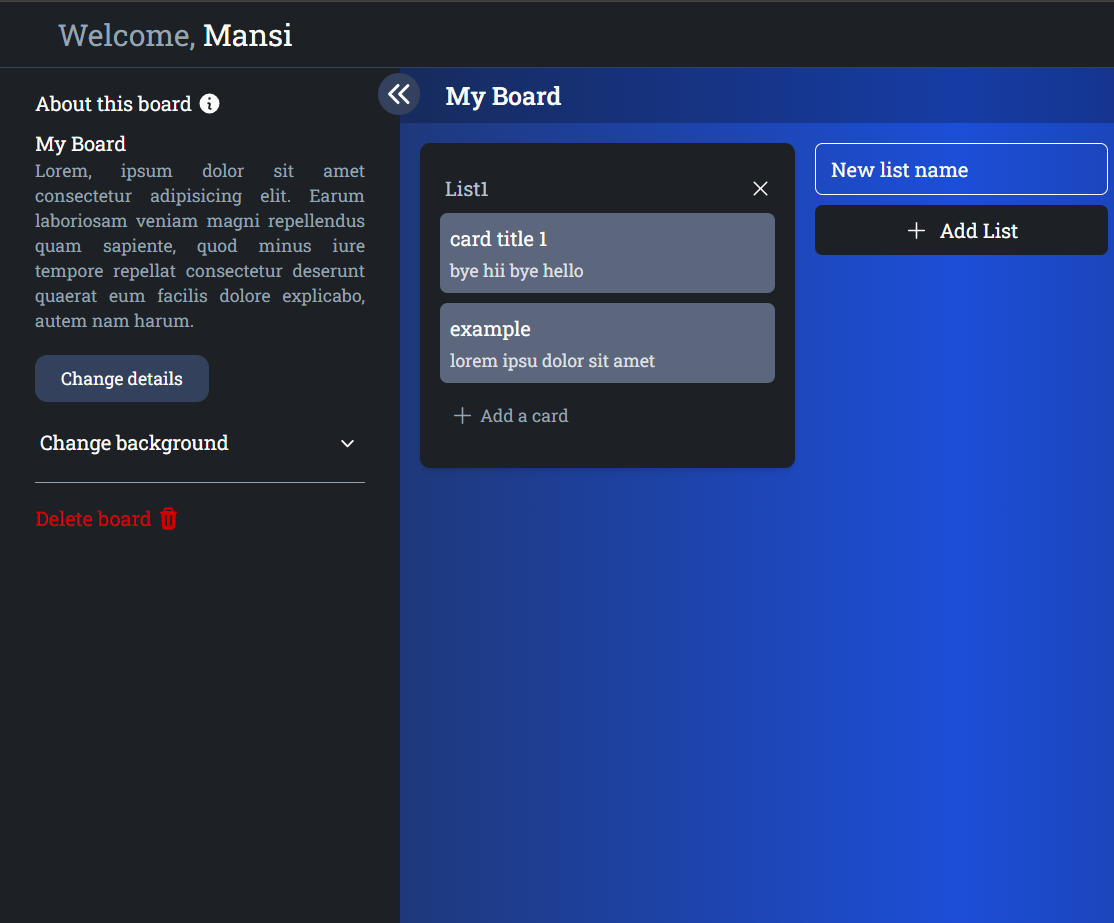 Welcome, Mansi
About this board
My Board
Lorem, ipsum dolor sit amet
consectetur adipisicing elit. Earum
laboriosam veniam magni repellendus
quam sapiente, quod minus iure
tempore repellat consectetur deserunt
quaerat eum facilis dolore explicabo,
autem nam harum.
Change details
Change background
Delete board
My Board
List1
card title 1
bye hii bye hello
example
lorem ipsu dolor sit amet
Add a card
New list name
Add List